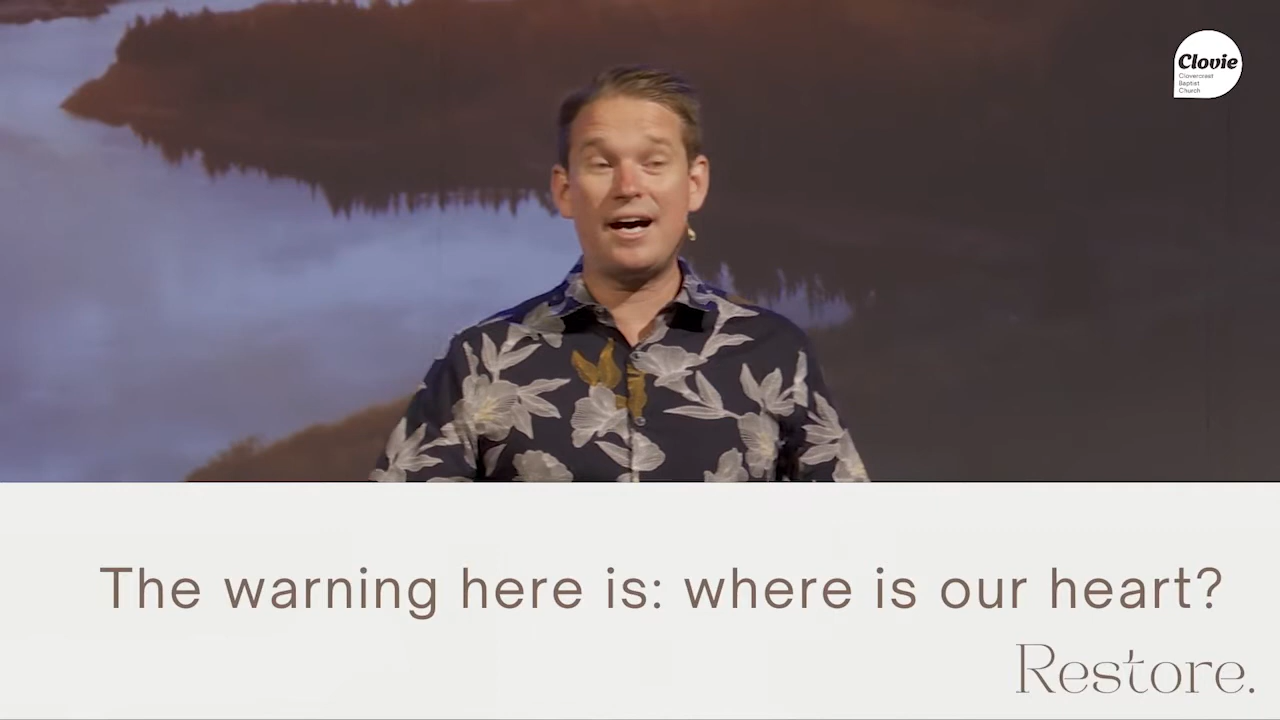 Clovie
Clovercrest
Baptist
Church
The warning here is: where is our heart?
Restore.